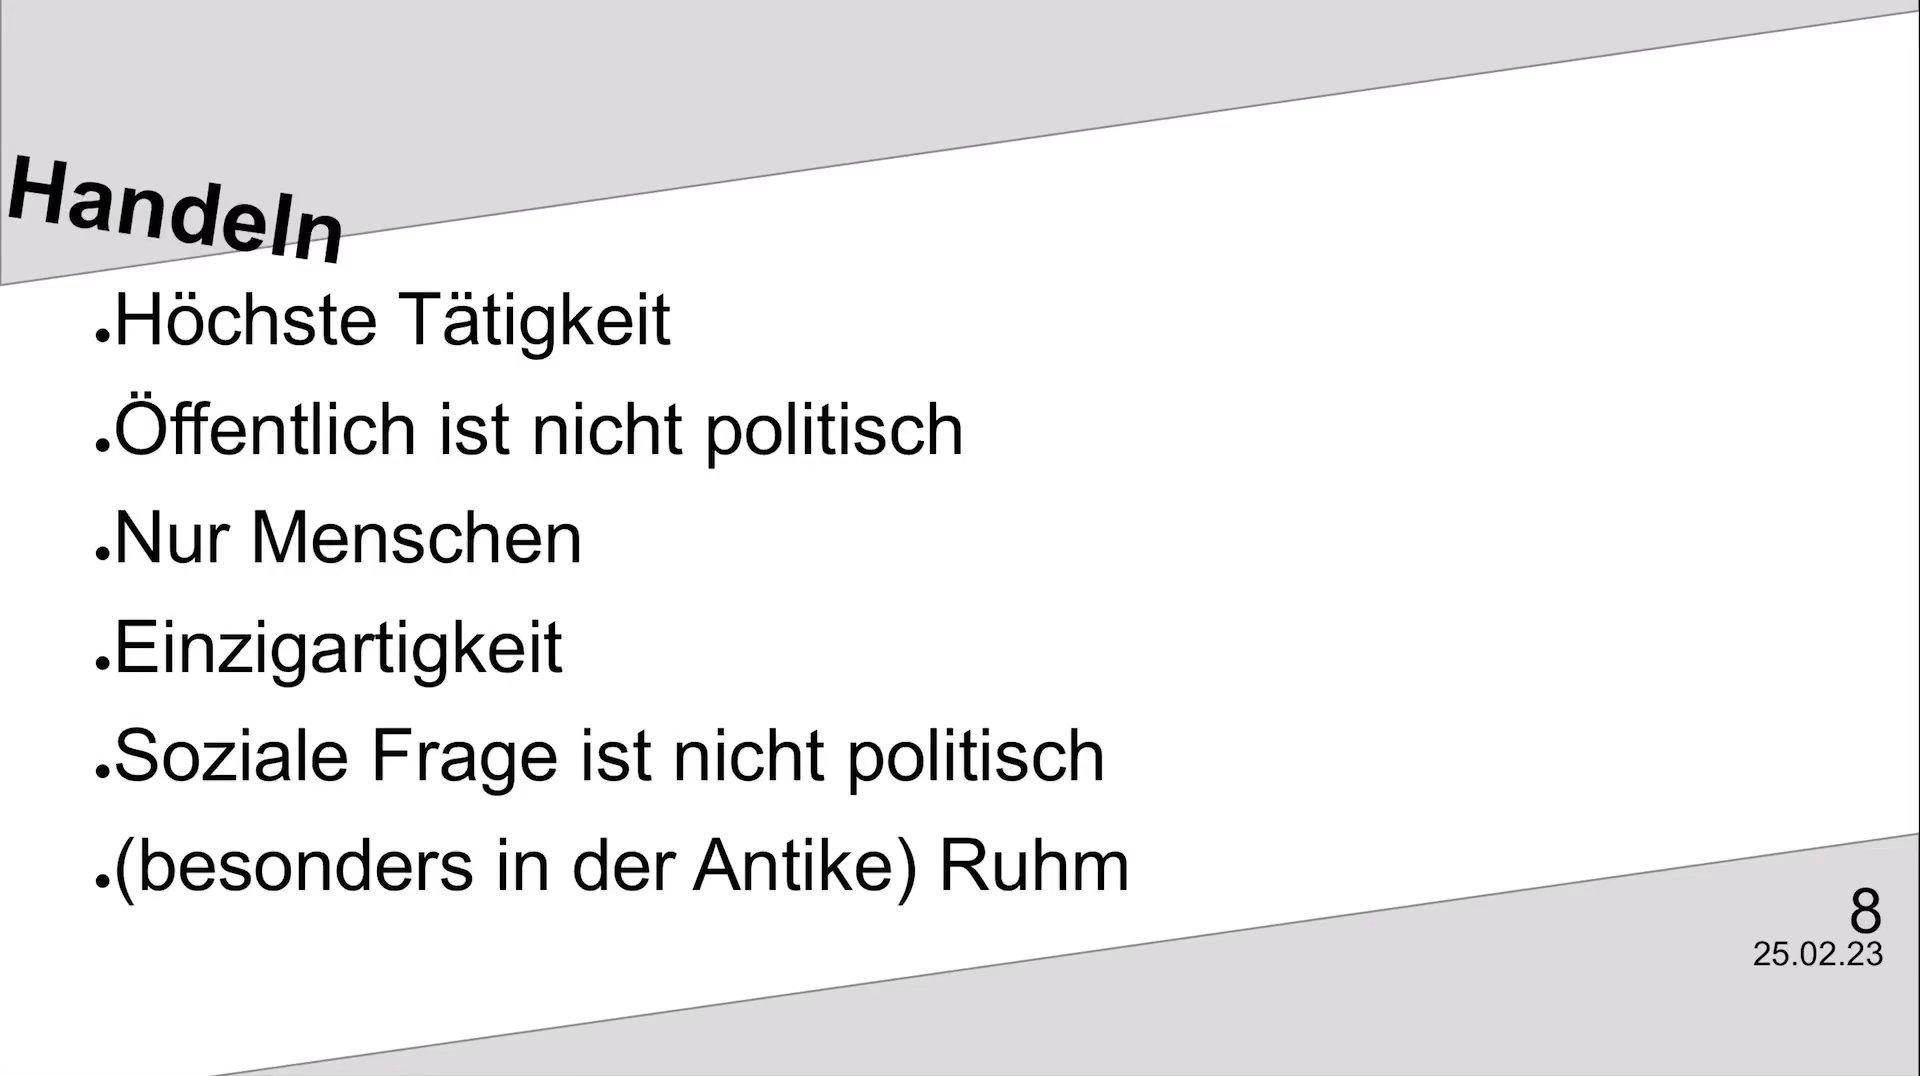 Handeln
●Höchste Tätigkeit
●Öffentlich ist nicht politisch
●Nur Menschen
●Einzigartigkeit
●Soziale Frage ist nicht politisch
●(besonders in der Antike) Ruhm
8
25.02.23